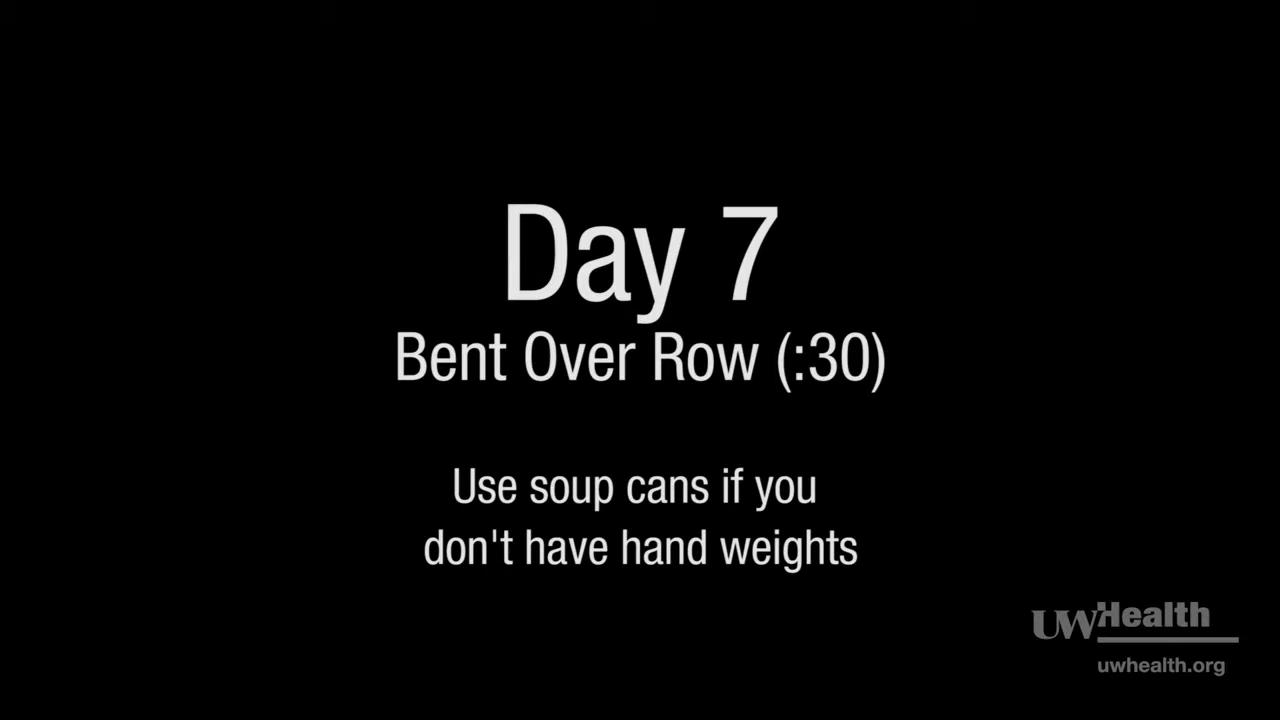 Day 7
Bent Over Row (:30)
Use soup cans if you
don't have hand weights
UWHealth
uwhealth.org